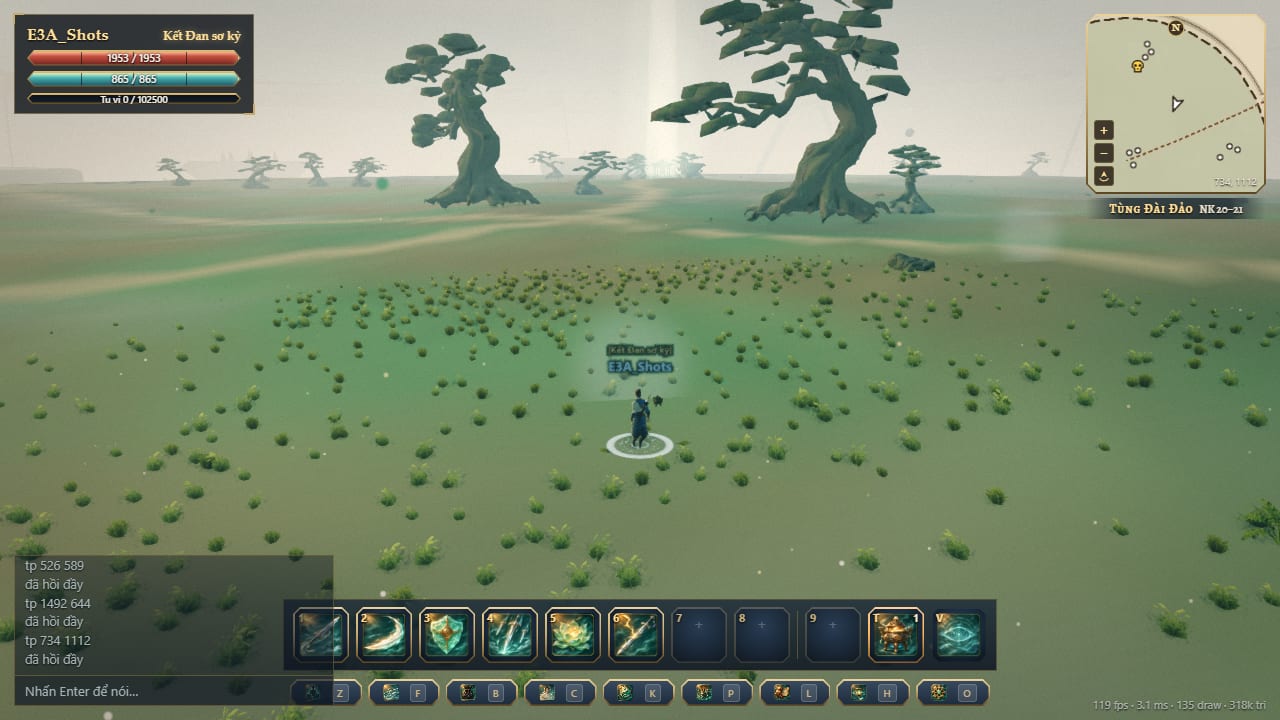 E3A_Shots Kết Đan sơ kỳ
1953 / 1953
865 / 865
Tu vi 0 / 102500
N
+
−
734, 1112
Tùng Đài Đảo NK20-21
[Kết Đan sơ kỳ]
E3A_Shots
tp 526 589
đã hồi đầy
tp 1492 644
đã hồi đầy
tp 734 1112
đã hồi đầy
Nhấn Enter để nói...
1 2 3 4 5 6 7 + 8 + 9 + T 1 V
Z F B C K P L H O
119 fps · 3.1 ms · 135 draw · 318k tri